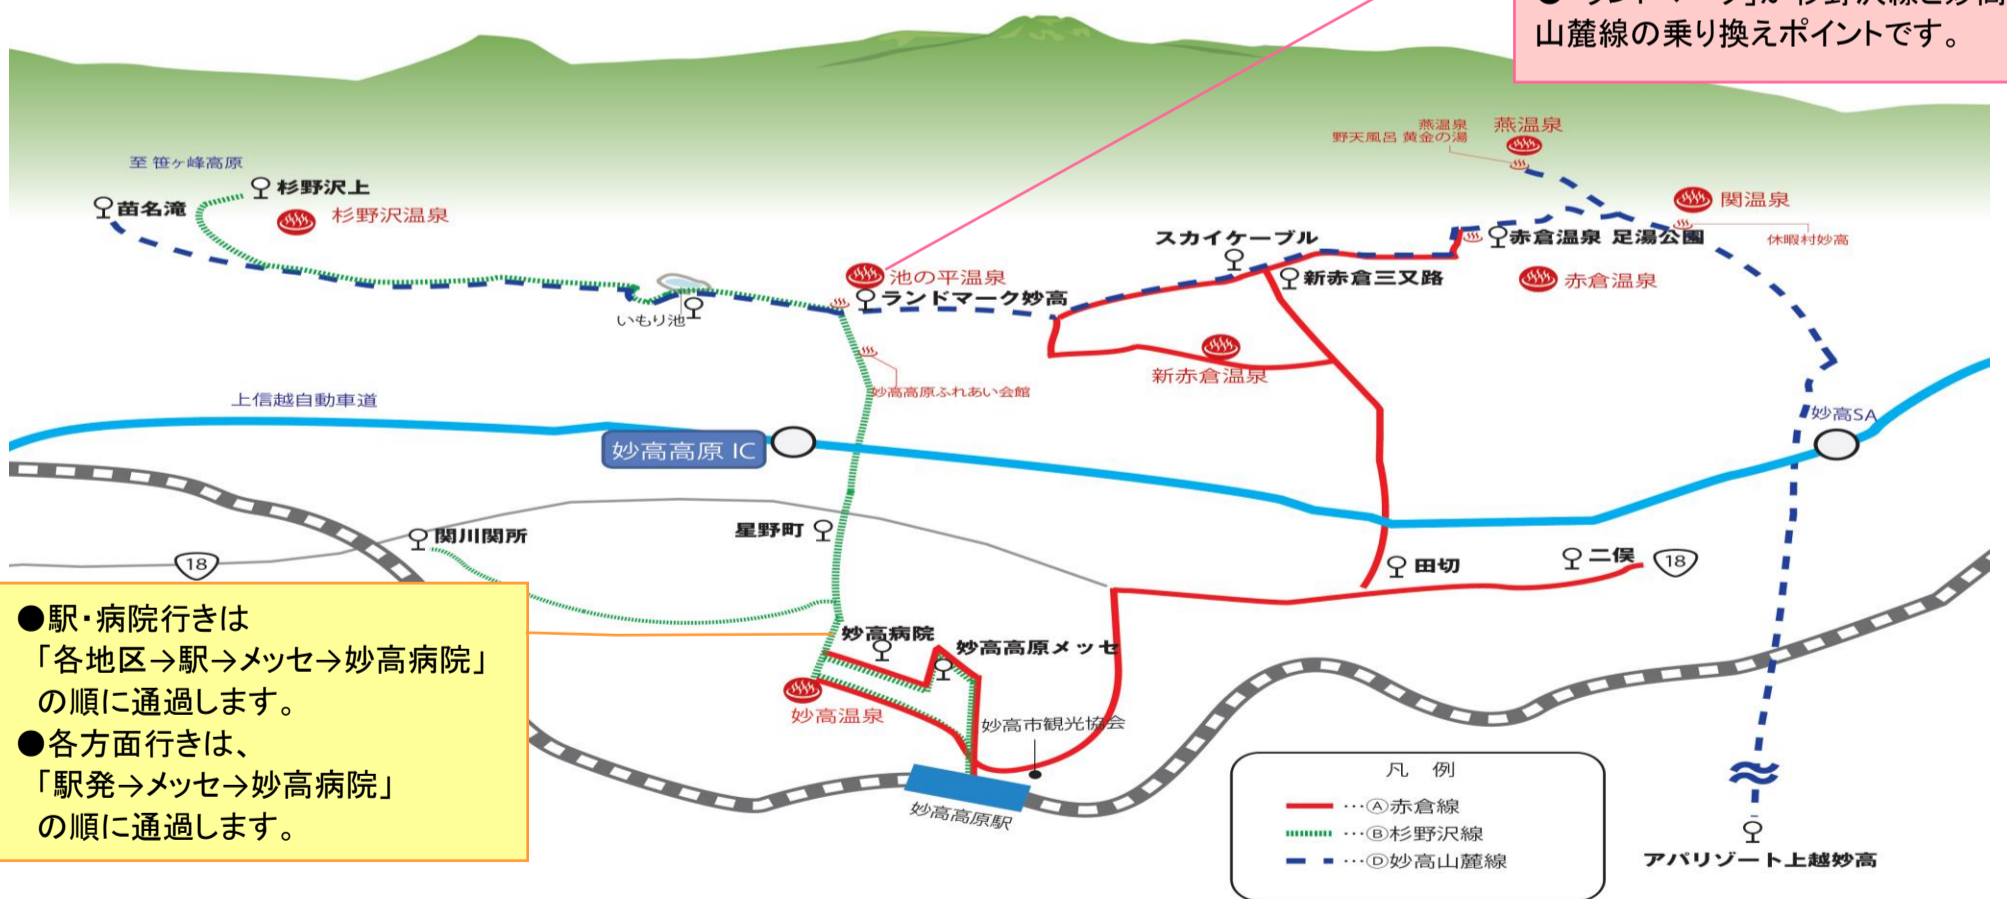 山麓線の乗り換えポイントです。
燕温泉
野天風呂 黄金の湯
燕温泉
至 笹ヶ峰高原
杉野沢上
苗名滝
杉野沢温泉
関温泉
休暇村妙高
スカイケーブル
赤倉温泉 足湯公園
池の平温泉
ランドマーク妙高
新赤倉三又路
赤倉温泉
いもり池
新赤倉温泉
妙高高原ふれあい会館
上信越自動車道
妙高SA
妙高高原 IC
関川関所
星野町
18
田切
二俣
18
●駅・病院行きは
「各地区→駅→メッセ→妙高病院」
の順に通過します。
●各方面行きは、
「駅発→メッセ→妙高病院」
の順に通過します。
妙高病院
妙高高原メッセ
妙高温泉
妙高市観光協会
妙高高原駅
凡 例
…Ⓐ赤倉線
…Ⓑ杉野沢線
…Ⓓ妙高山麓線
アパリゾート上越妙高